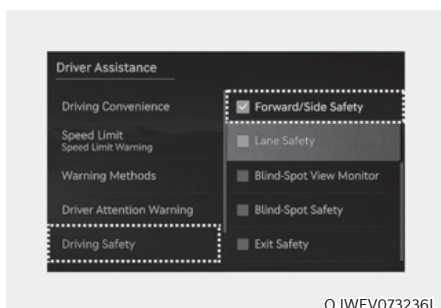 Driver Assistance
Driving Convenience
Speed Limit
Speed Limit Warning
Warning Methods
Driver Attention Warning
Driving Safety
Forward/Side Safety
Lane Safety
Blind-Spot View Monitor
Blind-Spot Safety
Exit Safety